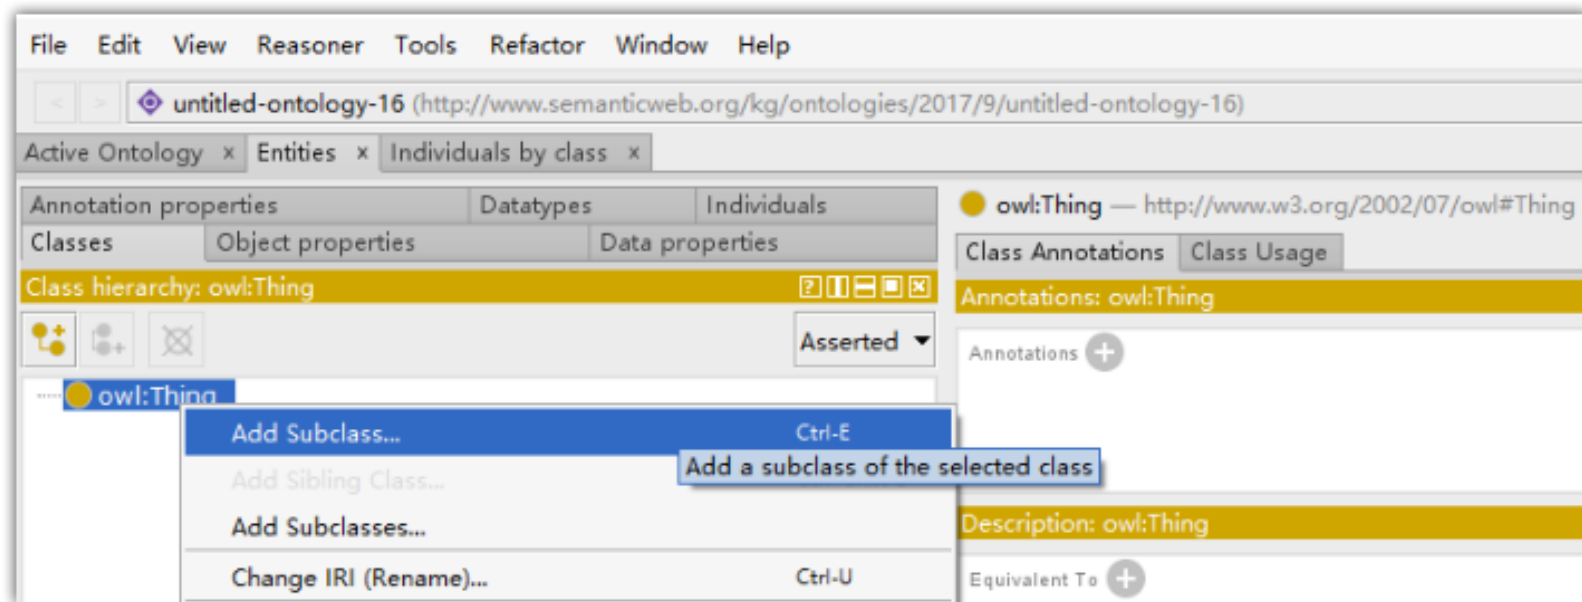 File Edit View Reasoner Tools Refactor Window Help
< > untitled-ontology-16 (http://www.semanticweb.org/kg/ontologies/2017/9/untitled-ontology-16)
Active Ontology x Entities x Individuals by class x
Annotation properties Datatypes Individuals
Classes Object properties Data properties
Class hierarchy: owl:Thing
Asserted
owl:Thing
Add Subclass... Ctrl-E
Add a subclass of the selected class
Add Sibling Class...
Add Subclasses...
Change IRI (Rename)... Ctrl-U
owl:Thing — http://www.w3.org/2002/07/owl#Thing
Class Annotations Class Usage
Annotations: owl:Thing
Annotations
Description: owl:Thing
Equivalent To